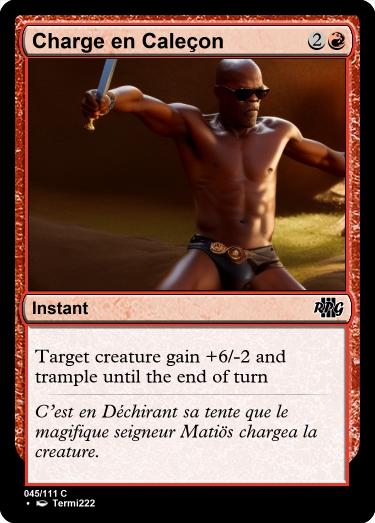 Charge en Caleçon 2
Instant
RPG
Target creature gain +6/-2 and
trample until the end of turn
C'est en Déchirant sa tente que le
magifique seigneur Matiös chargea la
creature.
045/111 C
• Termi222